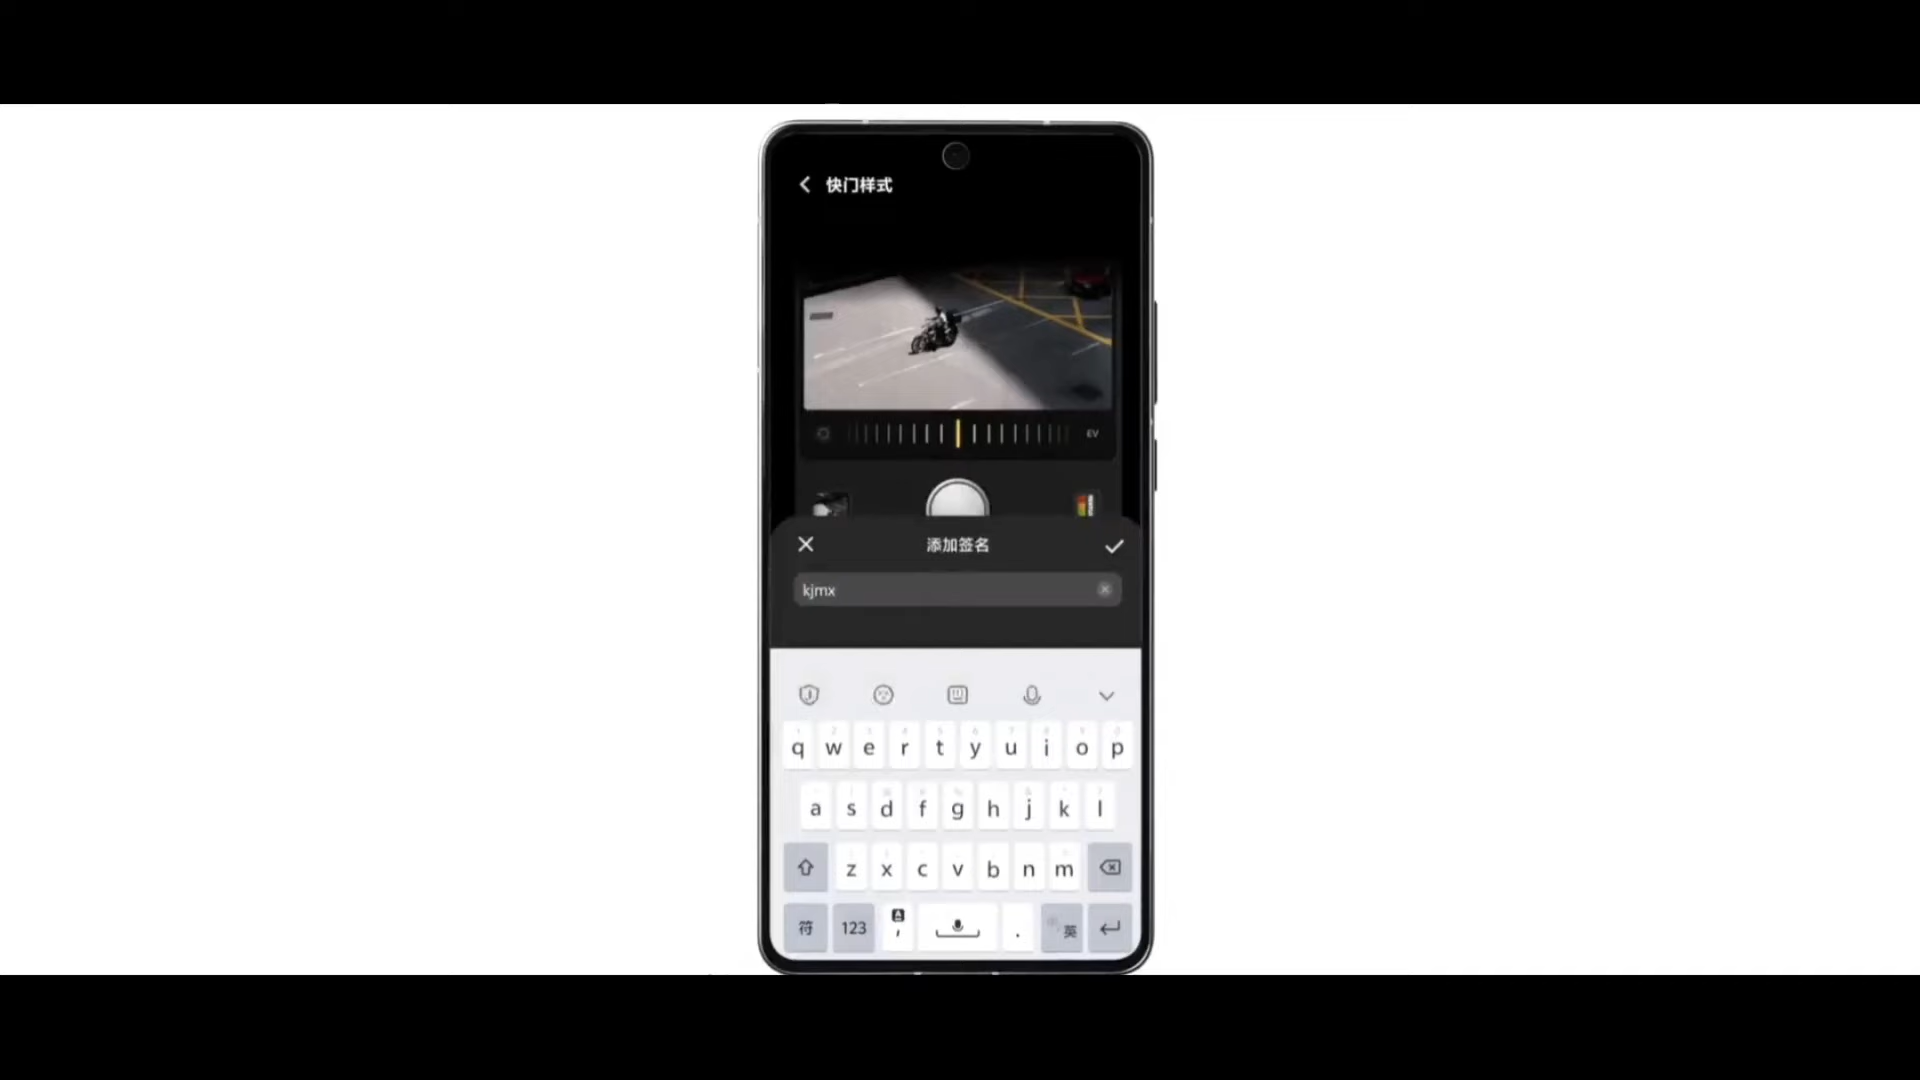 快门样式
EV
添加签名
kjmx
q w e r t y u i o p
a s d f g h j k l
z x c v b n m
符 123 , . 英